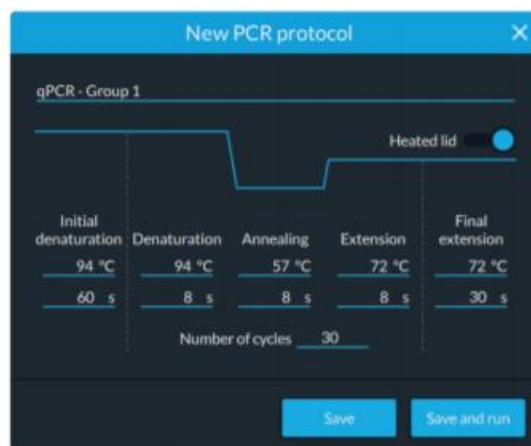 New PCR protocol
qPCR - Group 1
Heated lid
Initial denaturation
Denaturation
Annealing
Extension
Final extension
94 °C
94 °C
57 °C
72 °C
72 °C
60 s
8 s
8 s
8 s
30 s
Number of cycles 30
Save
Save and run